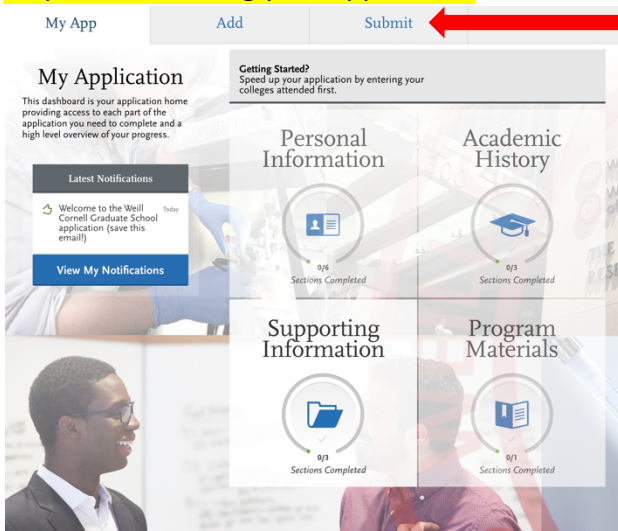 My App
Add
Submit
My Application
This dashboard is your application home
providing access to each part of the
application you need to complete and a
high level overview of your progress.
Latest Notifications
Welcome to the Weill
Cornell Graduate School
application (save this
email!)
Today
View My Notifications
Getting Started?
Speed up your application by entering your
colleges attended first.
Personal
Information
0/6
Sections Completed
Academic
History
0/3
Sections Completed
Supporting
Information
0/3
Sections Completed
Program
Materials
0/1
Sections Completed